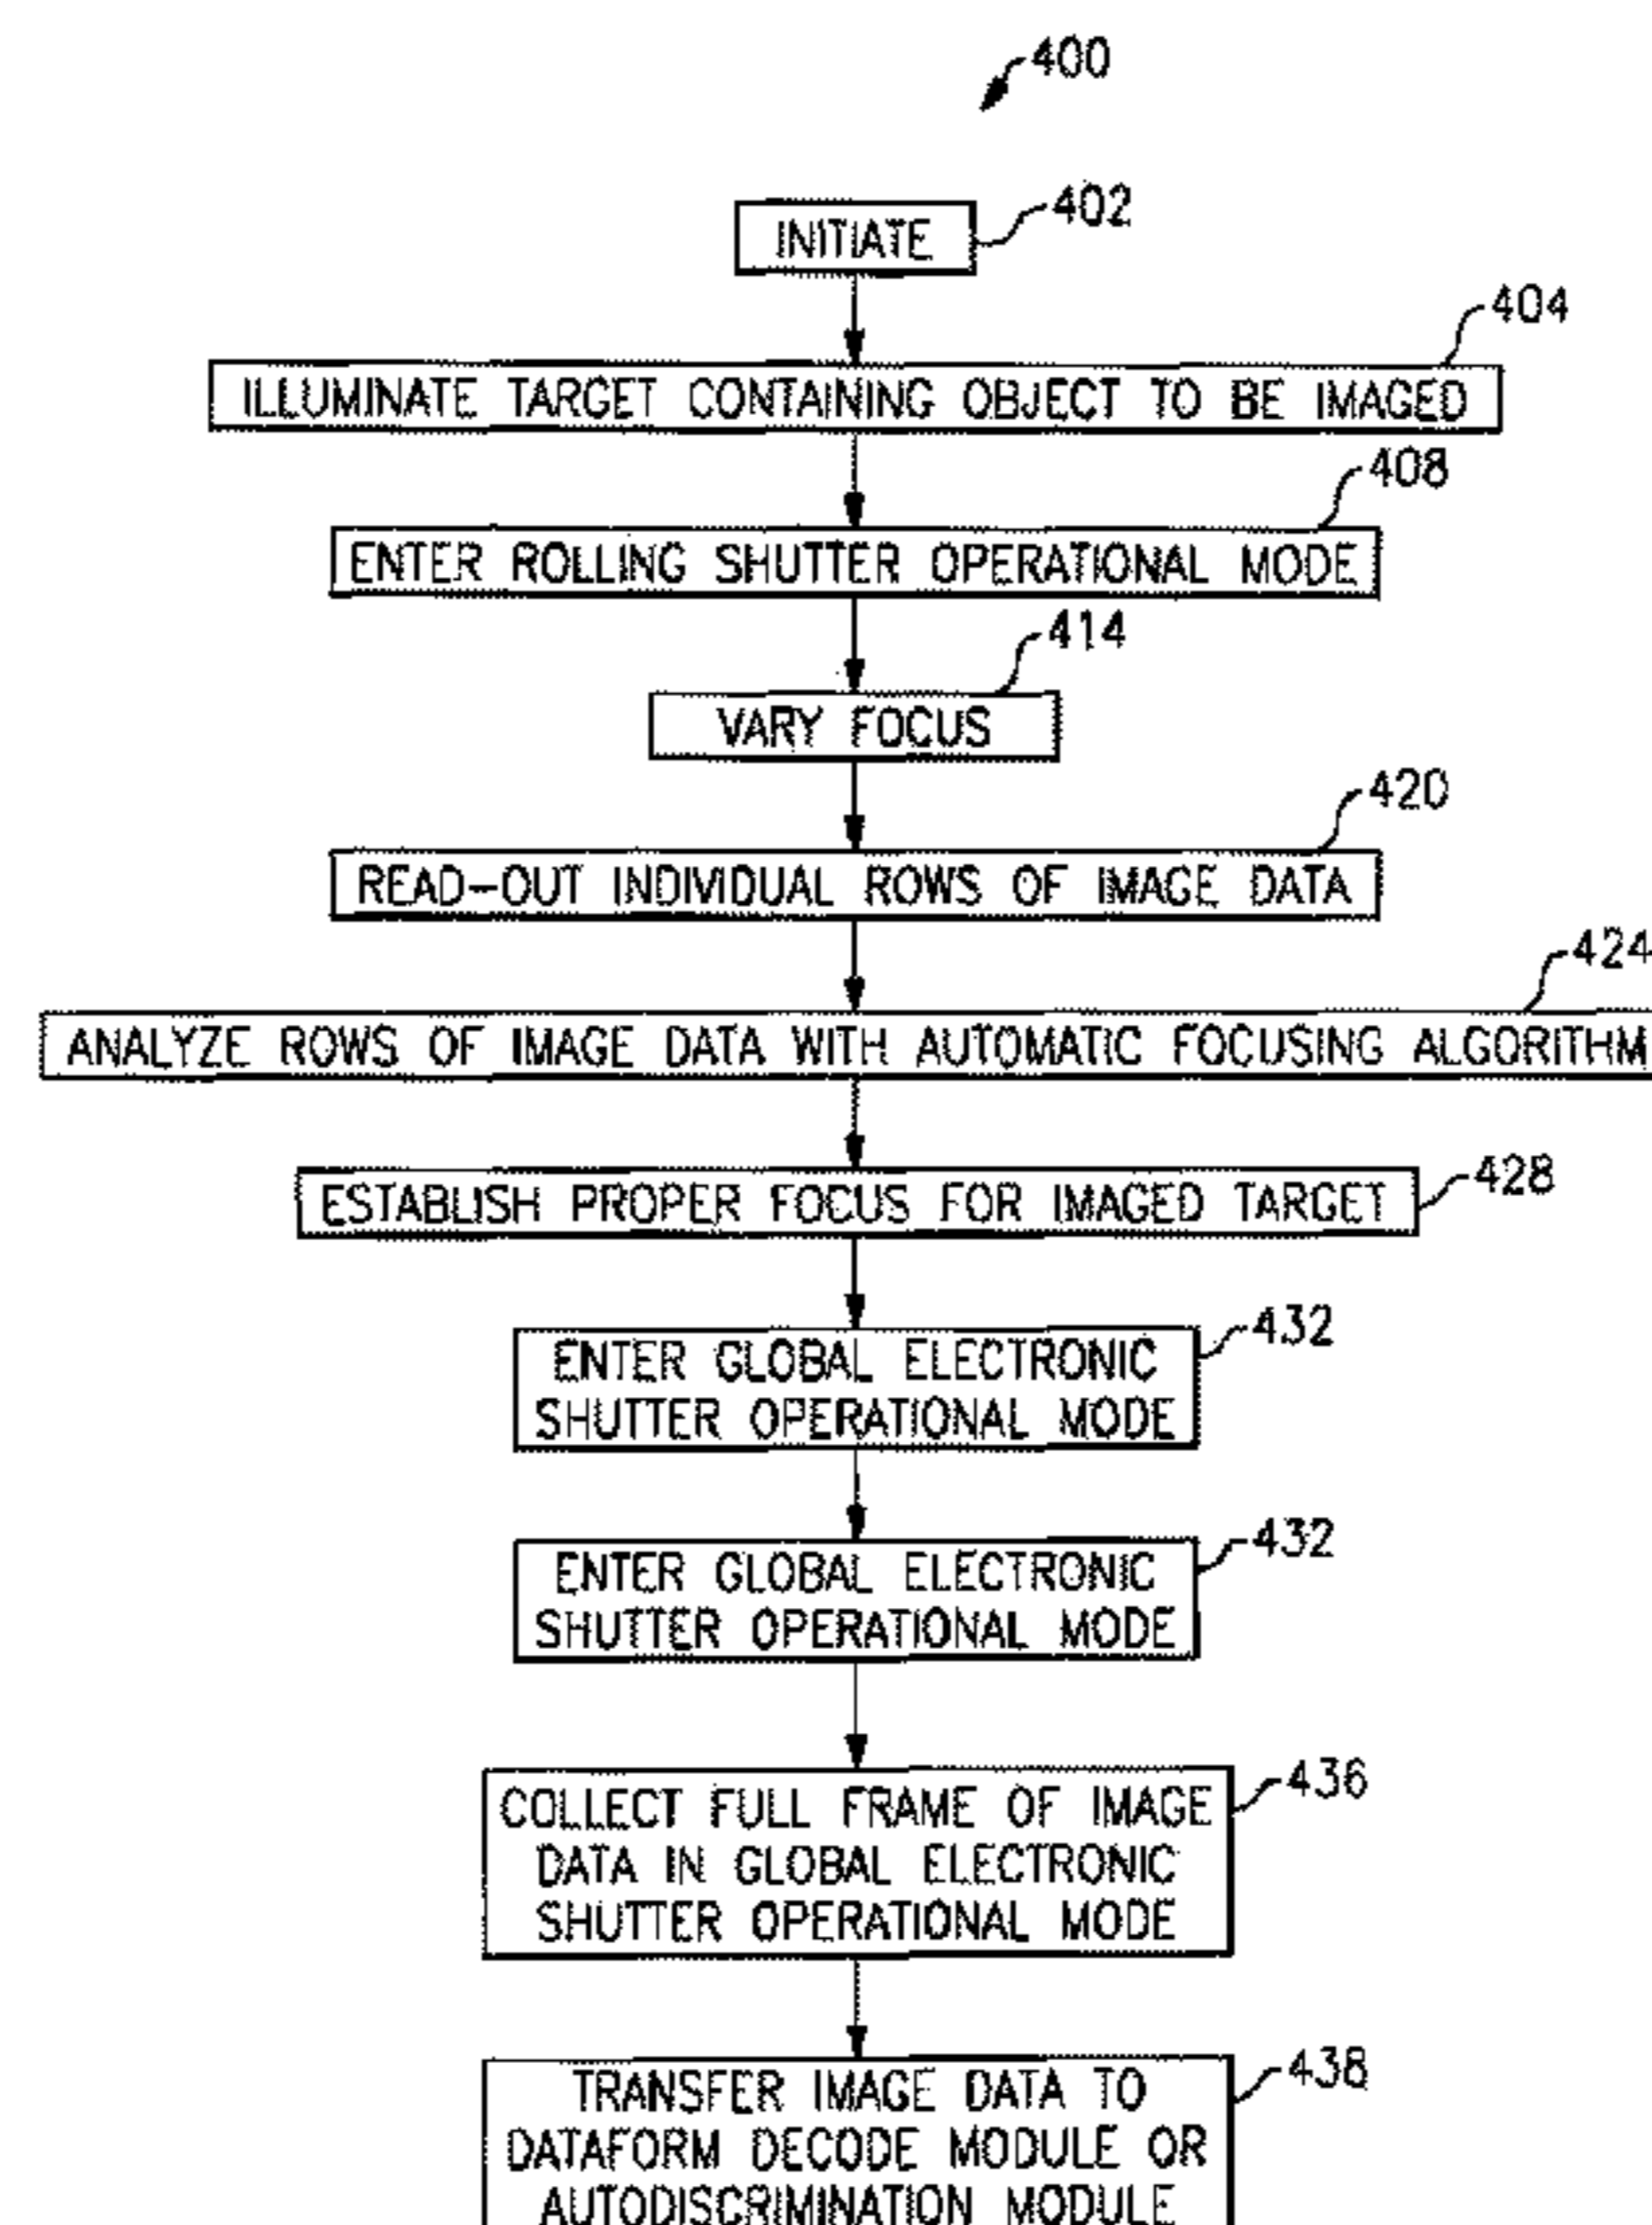 400
INITIATE
402
404
ILLUMINATE TARGET CONTAINING OBJECT TO BE IMAGED
408
ENTER ROLLING SHUTTER OPERATIONAL MODE
414
VARY FOCUS
420
READ-OUT INDIVIDUAL ROWS OF IMAGE DATA
424
ANALYZE ROWS OF IMAGE DATA WITH AUTOMATIC FOCUSING ALGORITHM
ESTABLISH PROPER FOCUS FOR IMAGED TARGET
428
ENTER GLOBAL ELECTRONIC
SHUTTER OPERATIONAL MODE
432
ENTER GLOBAL ELECTRONIC
SHUTTER OPERATIONAL MODE
432
COLLECT FULL FRAME OF IMAGE
DATA IN GLOBAL ELECTRONIC
SHUTTER OPERATIONAL MODE
436
TRANSFER IMAGE DATA TO
DATAFORM DECODE MODULE OR
AUTODISCRIMINATION MODULE
438